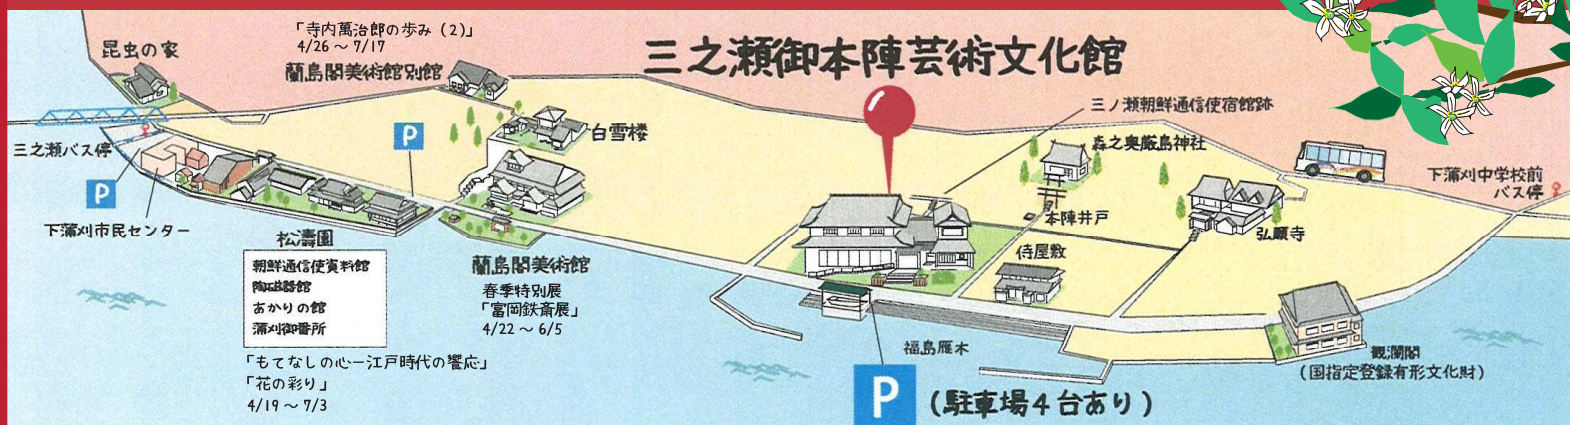 「寺内萬治郎の歩み（2）」
4/26 〜 7/17
昆虫の家
蘭島閣美術館別館
三之瀬御本陣芸術文化館
三ノ瀬朝鮮通信使宿館跡
白雪楼
P
三之瀬バス停
P
下蒲刈市民センター
森之奥厳島神社
下蒲刈中学校前
バス停
本陣井戸
弘願寺
侍屋敷
松濤園
朝鮮通信使資料館
陶磁器館
あかりの館
蒲刈御番所
「もてなしの心ー江戸時代の饗応」
「花の彩り」
4/19 〜 7/3
蘭島閣美術館
春季特別展
「富岡鉄斎展」
4/22 〜 6/5
福島雁木
P
（駐車場４台あり）
観瀾閣
（国指定登録有形文化財）